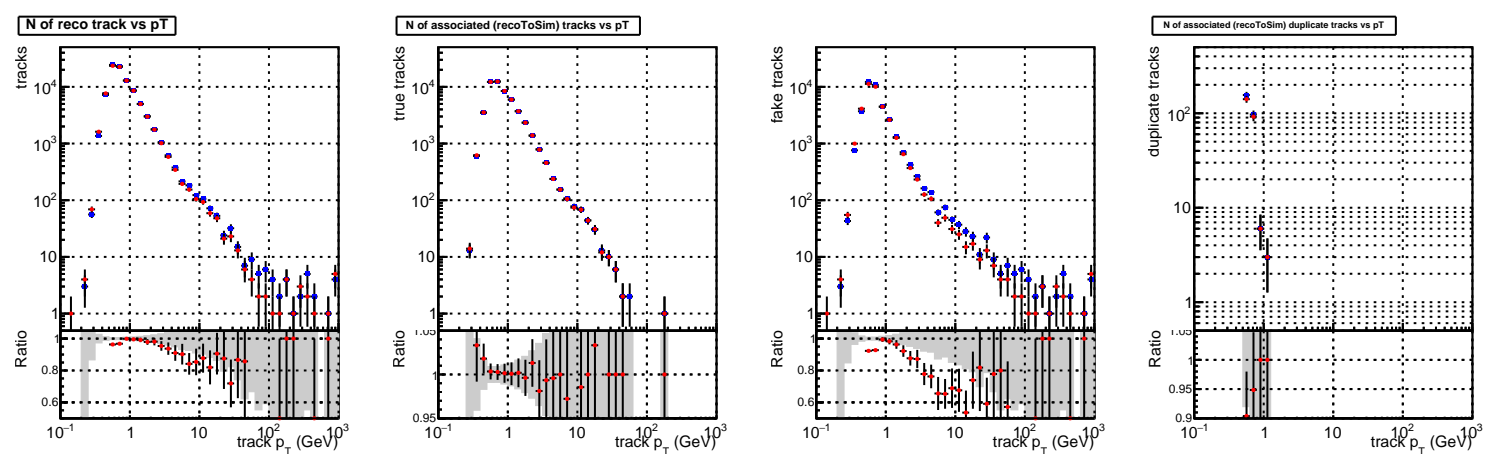 N of reco track vs pT
N of associated (recoToSim) tracks vs pT
N of associated (recoToSim) duplicate tracks vs pT
tracks
10⁴
10³
10²
10
1
Ratio
1
0.8
0.6
10⁻¹ 1 10 10² 10³
track p_T (GeV)
true tracks
10⁴
10³
10²
10
1
Ratio
1.05
1
0.95
10⁻¹ 1 10 10² 10³
track p_T (GeV)
fake tracks
10⁴
10³
10²
10
1
Ratio
1
0.8
0.6
10⁻¹ 1 10 10² 10³
track p_T (GeV)
duplicate tracks
10²
10
1
Ratio
1
0.95
0.9
10⁻¹ 1 10 10² 10³
track p_T (GeV)